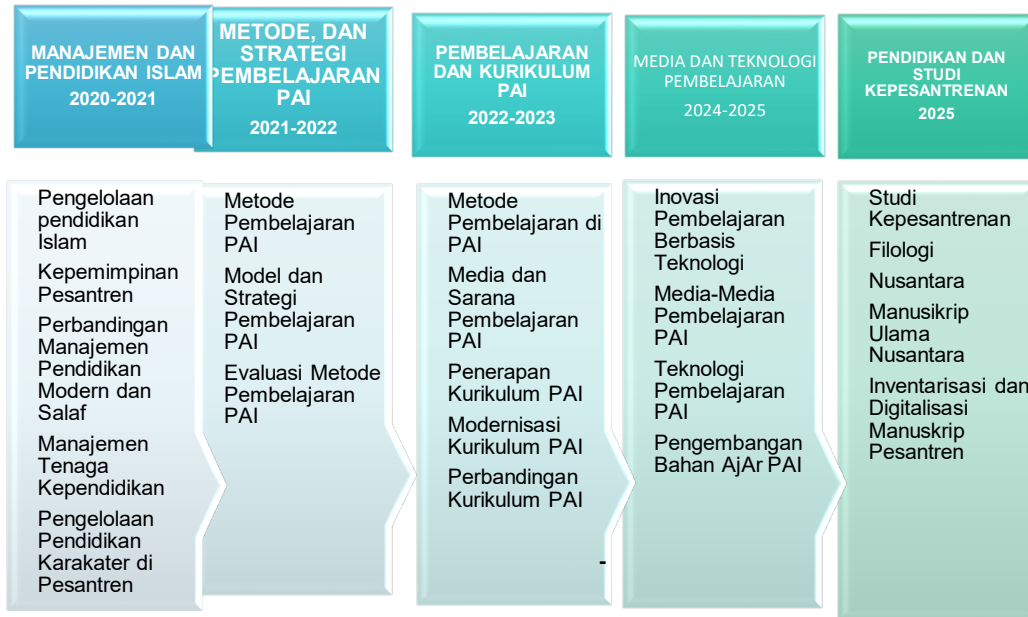 MANAJEMEN DAN
PENDIDIKAN ISLAM
2020-2021
METODE, DAN
STRATEGI
PEMBELAJARAN
PAI
2021-2022
PEMBELAJARAN
DAN KURIKULUM
PAI
2022-2023
MEDIA DAN TEKNOLOGI
PEMBELAJARAN
2024-2025
PENDIDIKAN DAN
STUDI
KEPESANTRENAN
2025
Pengelolaan
pendidikan
Islam
Kepemimpinan
Pesantren
Perbandingan
Manajemen
Pendidikan
Modern dan
Salaf
Manajemen
Tenaga
Kependidikan
Pengelolaan
Pendidikan
Karakater di
Pesantren
Metode
Pembelajaran
PAI
Model dan
Strategi
Pembelajaran
PAI
Evaluasi Metode
Pembelajaran
PAI
Metode
Pembelajaran di
PAI
Media dan
Sarana
Pembelajaran
PAI
Penerapan
Kurikulum PAI
Modernisasi
Kurikulum PAI
Perbandingan
Kurikulum PAI
-
Inovasi
Pembelajaran
Berbasis
Teknologi
Media-Media
Pembelajaran
PAI
Teknologi
Pembelajaran
PAI
Pengembangan
Bahan AjAr PAI
Studi
Kepesantrenan
Filologi
Nusantara
Manusikrip
Ulama
Nusantara
Inventarisasi dan
Digitalisasi
Manuskrip
Pesantren